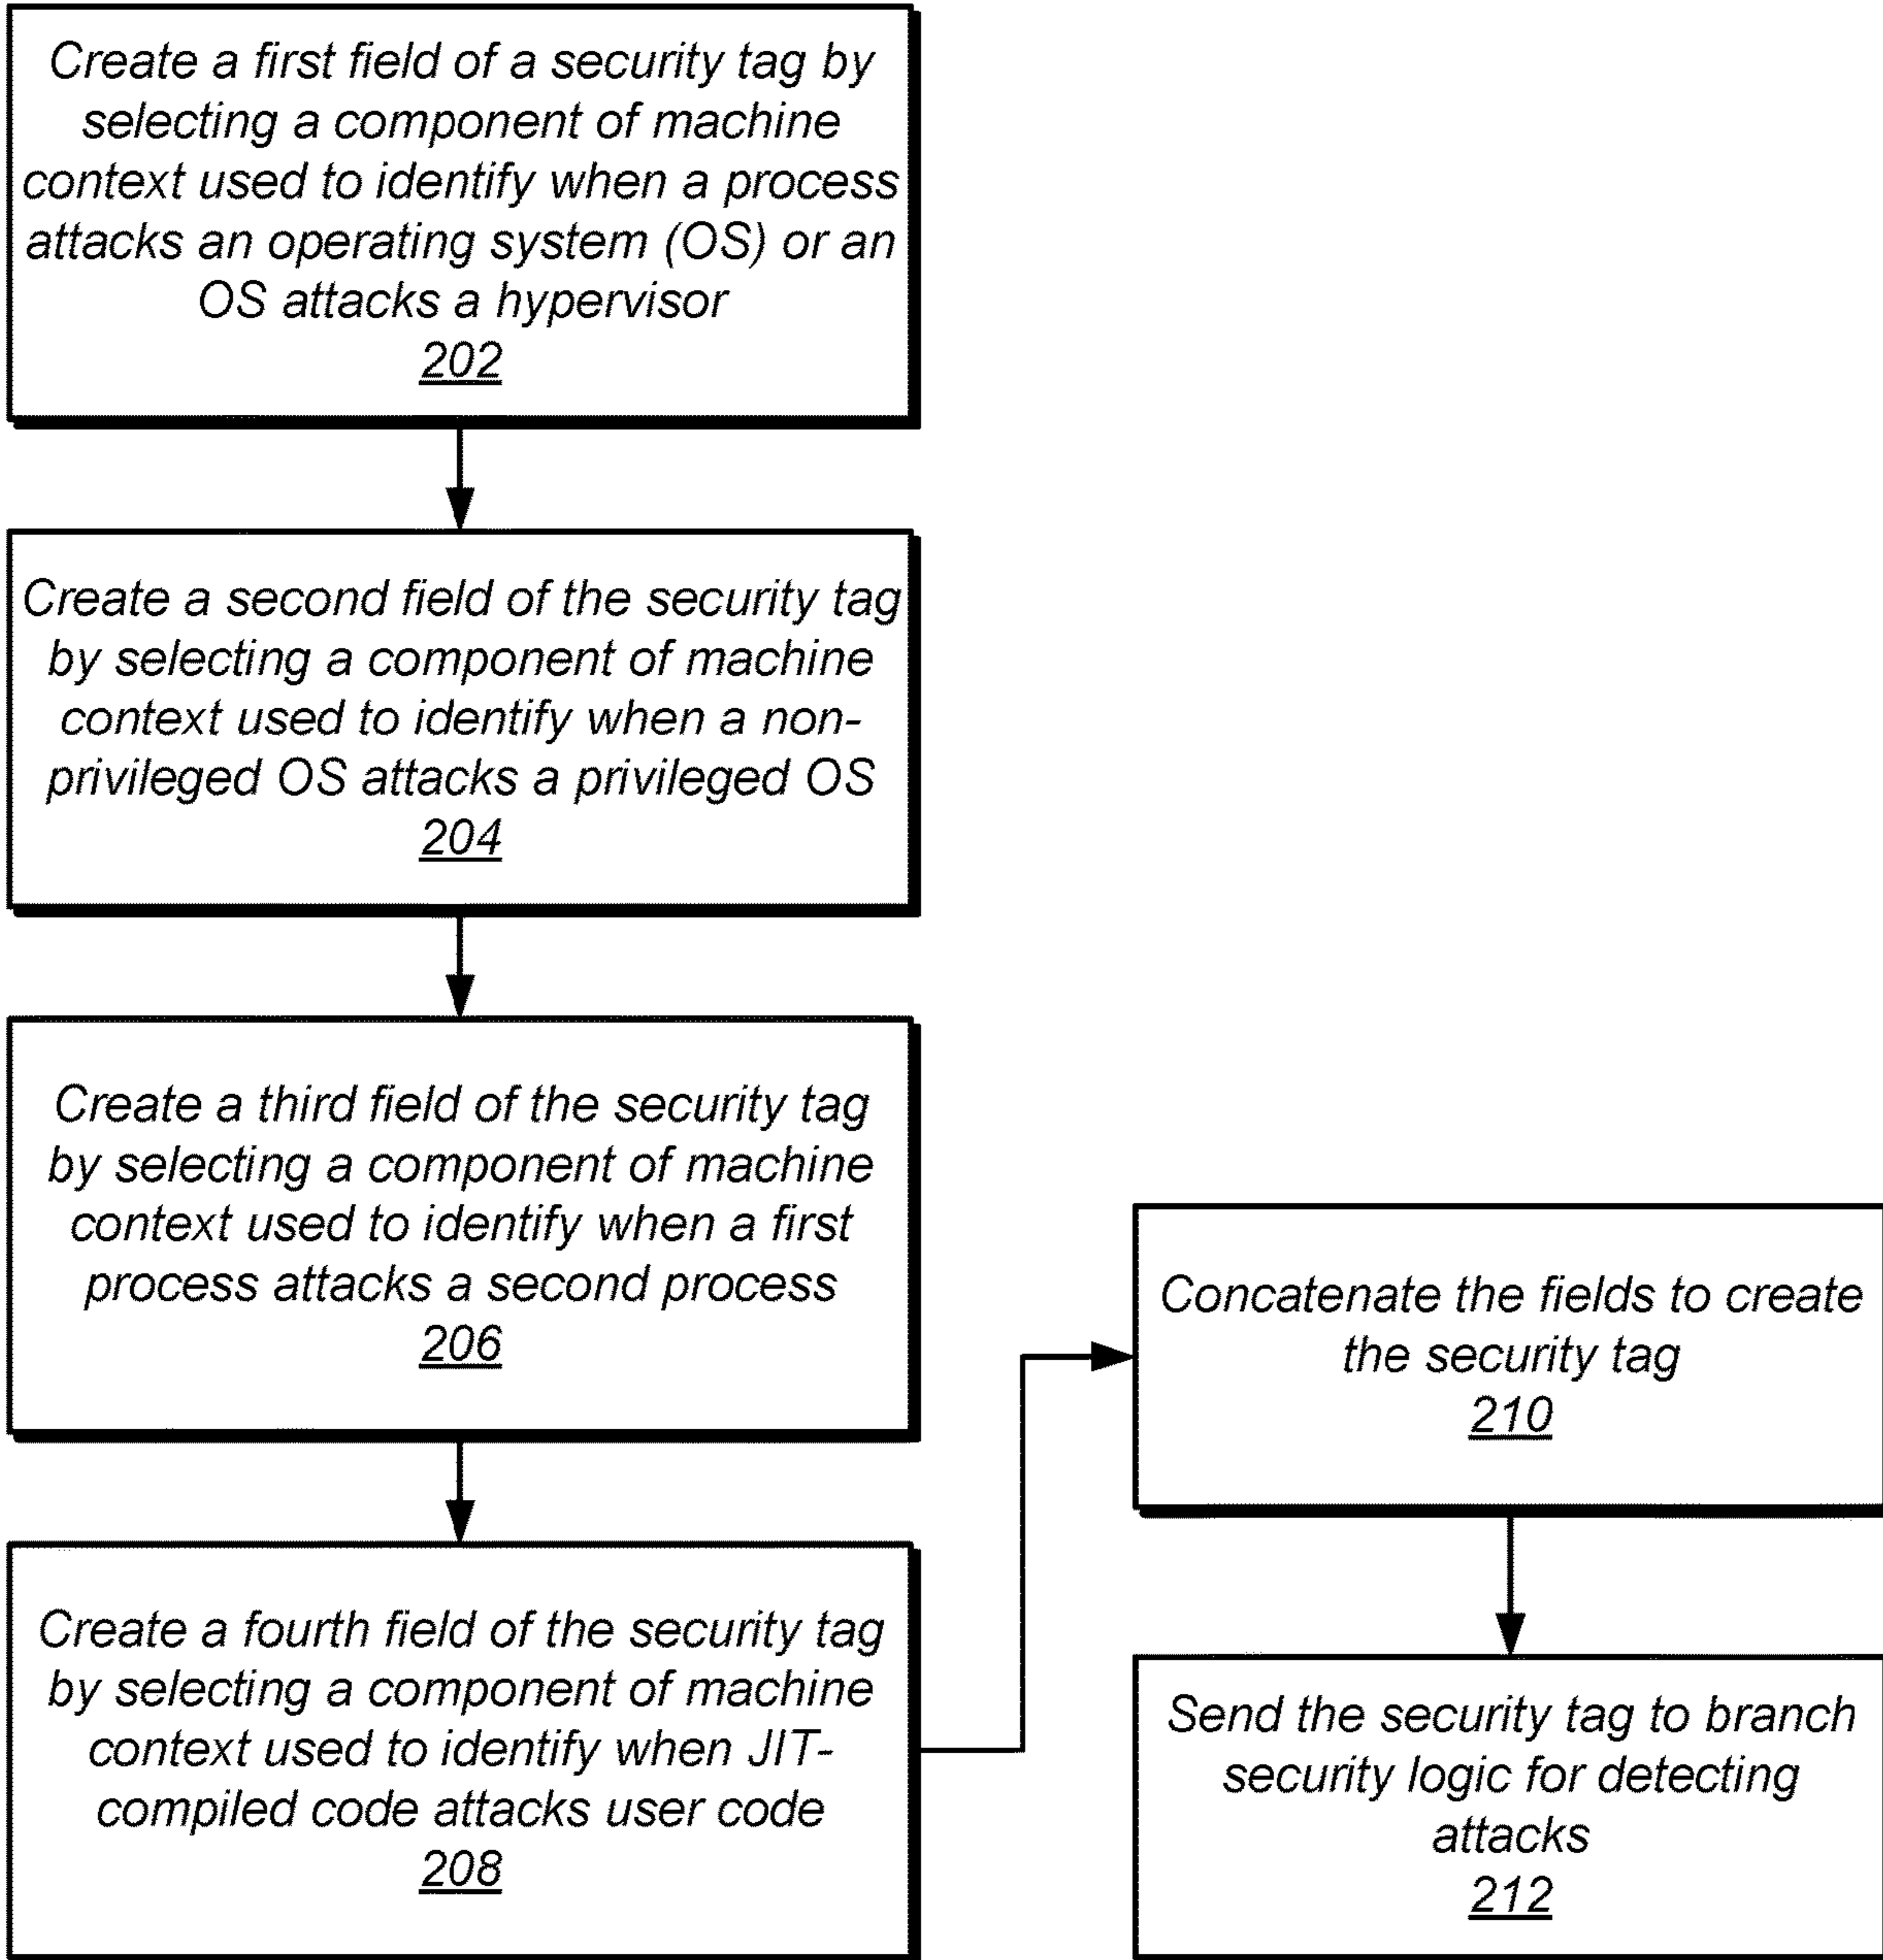 Create a first field of a security tag by
selecting a component of machine
context used to identify when a process
attacks an operating system (OS) or an
OS attacks a hypervisor
202
Create a second field of the security tag
by selecting a component of machine
context used to identify when a non-
privileged OS attacks a privileged OS
204
Create a third field of the security tag
by selecting a component of machine
context used to identify when a first
process attacks a second process
206
Create a fourth field of the security tag
by selecting a component of machine
context used to identify when JIT-
compiled code attacks user code
208
Concatenate the fields to create
the security tag
210
Send the security tag to branch
security logic for detecting
attacks
212